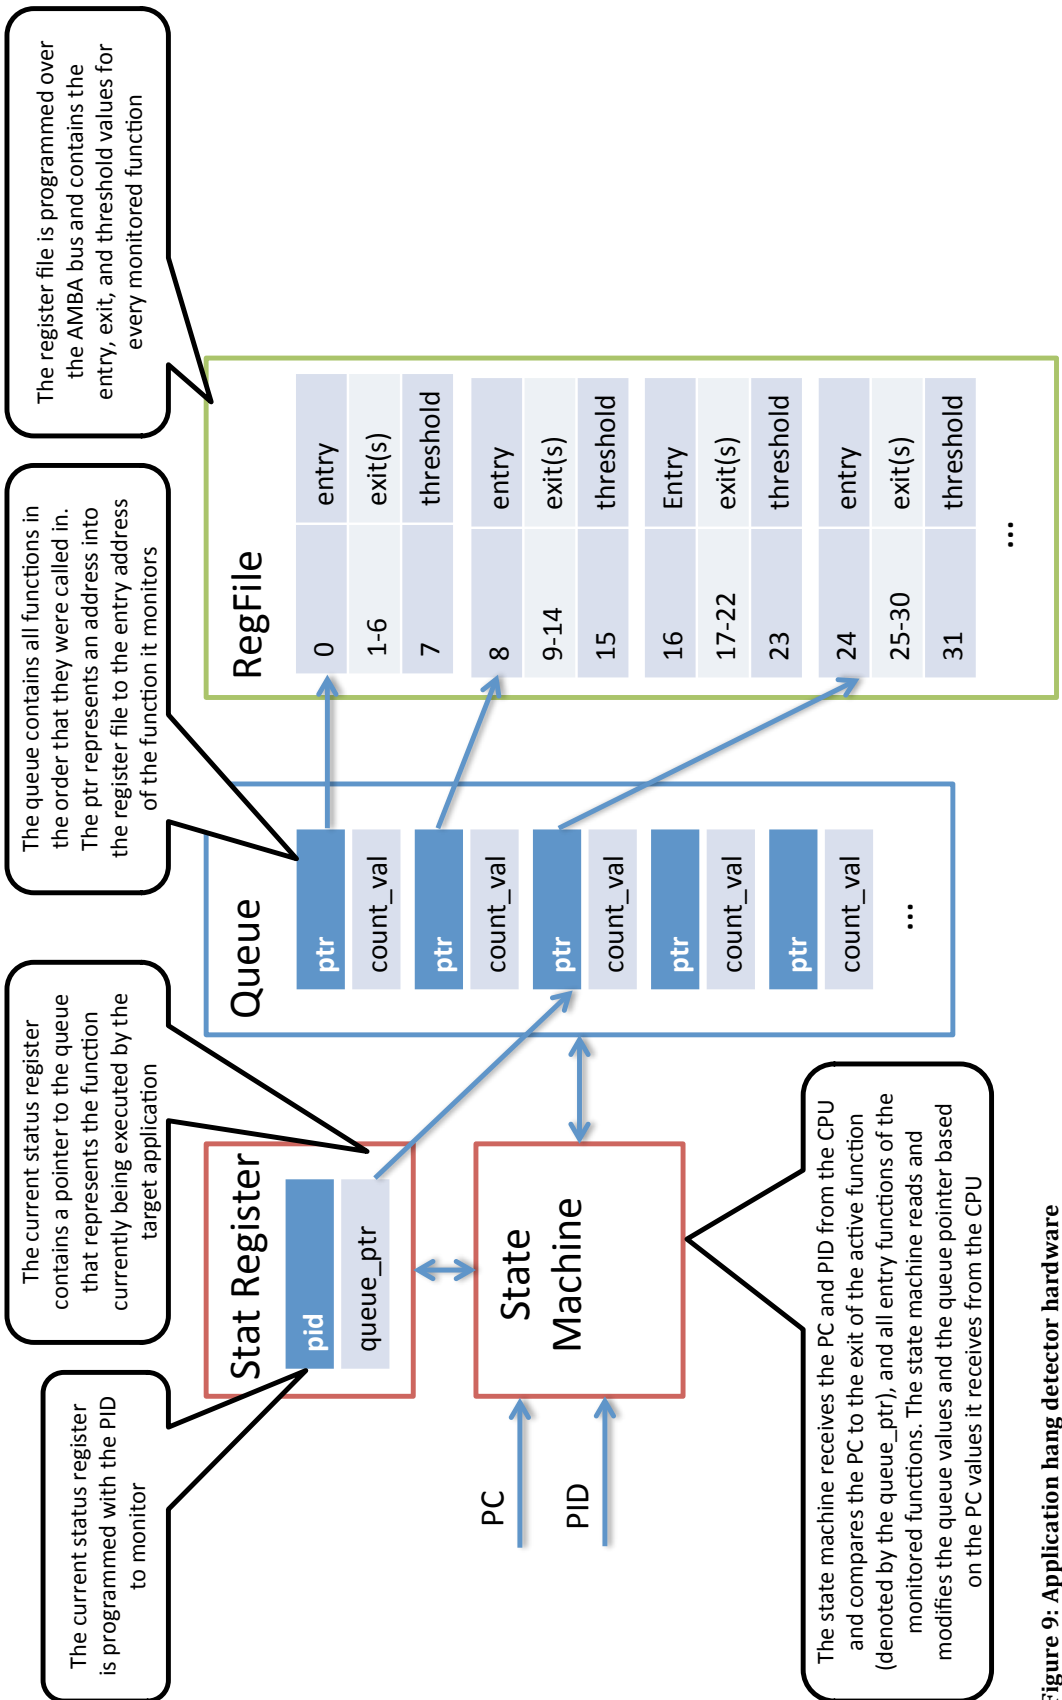 The current status register
is programmed with the PID
to monitor
The current status register
contains a pointer to the queue
that represents the function
currently being executed by the
target application
The queue contains all functions in
the order that they were called in.
The ptr represents an address into
the register file to the entry address
of the function it monitors
The register file is programmed over
the AMBA bus and contains the
entry, exit, and threshold values for
every monitored function
Stat Register
pid
queue_ptr
PC
PID
State
Machine
Queue
ptr
count_val
ptr
count_val
ptr
count_val
ptr
count_val
ptr
count_val
...
RegFile
0 entry
1-6 exit(s)
7 threshold
8 entry
9-14 exit(s)
15 threshold
16 Entry
17-22 exit(s)
23 threshold
24 entry
25-30 exit(s)
31 threshold
...
The state machine receives the PC and PID from the CPU
and compares the PC to the exit of the active function
(denoted by the queue_ptr), and all entry functions of the
monitored functions. The state machine reads and
modifies the queue values and the queue pointer based
on the PC values it receives from the CPU
Figure 9: Application hang detector hardware